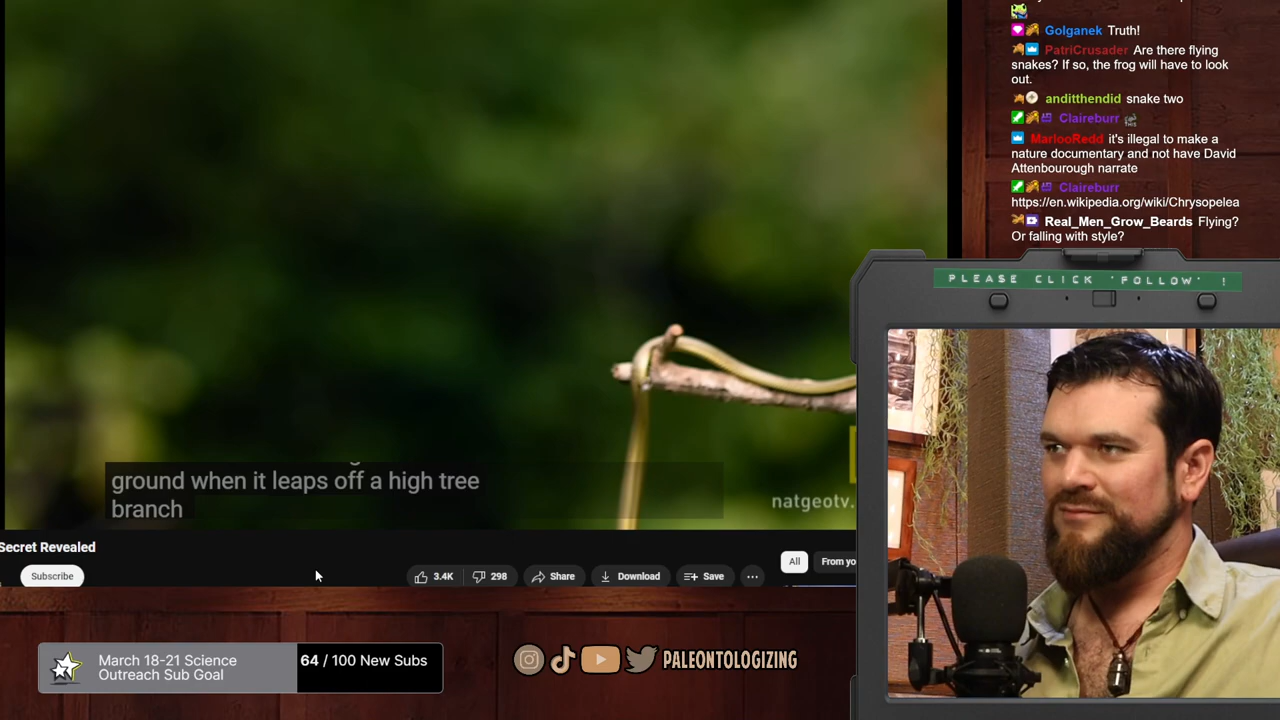 Golganek Truth!
PatriCrusader Are there flying
snakes? If so, the frog will have to look
out.
anditthendid snake two
Claireburr
MarlooRedd it's illegal to make a
nature documentary and not have David
Attenbourough narrate
Claireburr
https://en.wikipedia.org/wiki/Chrysopelea
Real_Men_Grow_Beards Flying?
Or falling with style?
PLEASE CLICK 'FOLLOW' !
ground when it leaps off a high tree
branch
natgeotv.
Secret Revealed
Subscribe
3.4K
298
Share
Download
Save
...
All
From yo
March 18-21 Science
Outreach Sub Goal
64 / 100 New Subs
PALEONTOLOGIZING